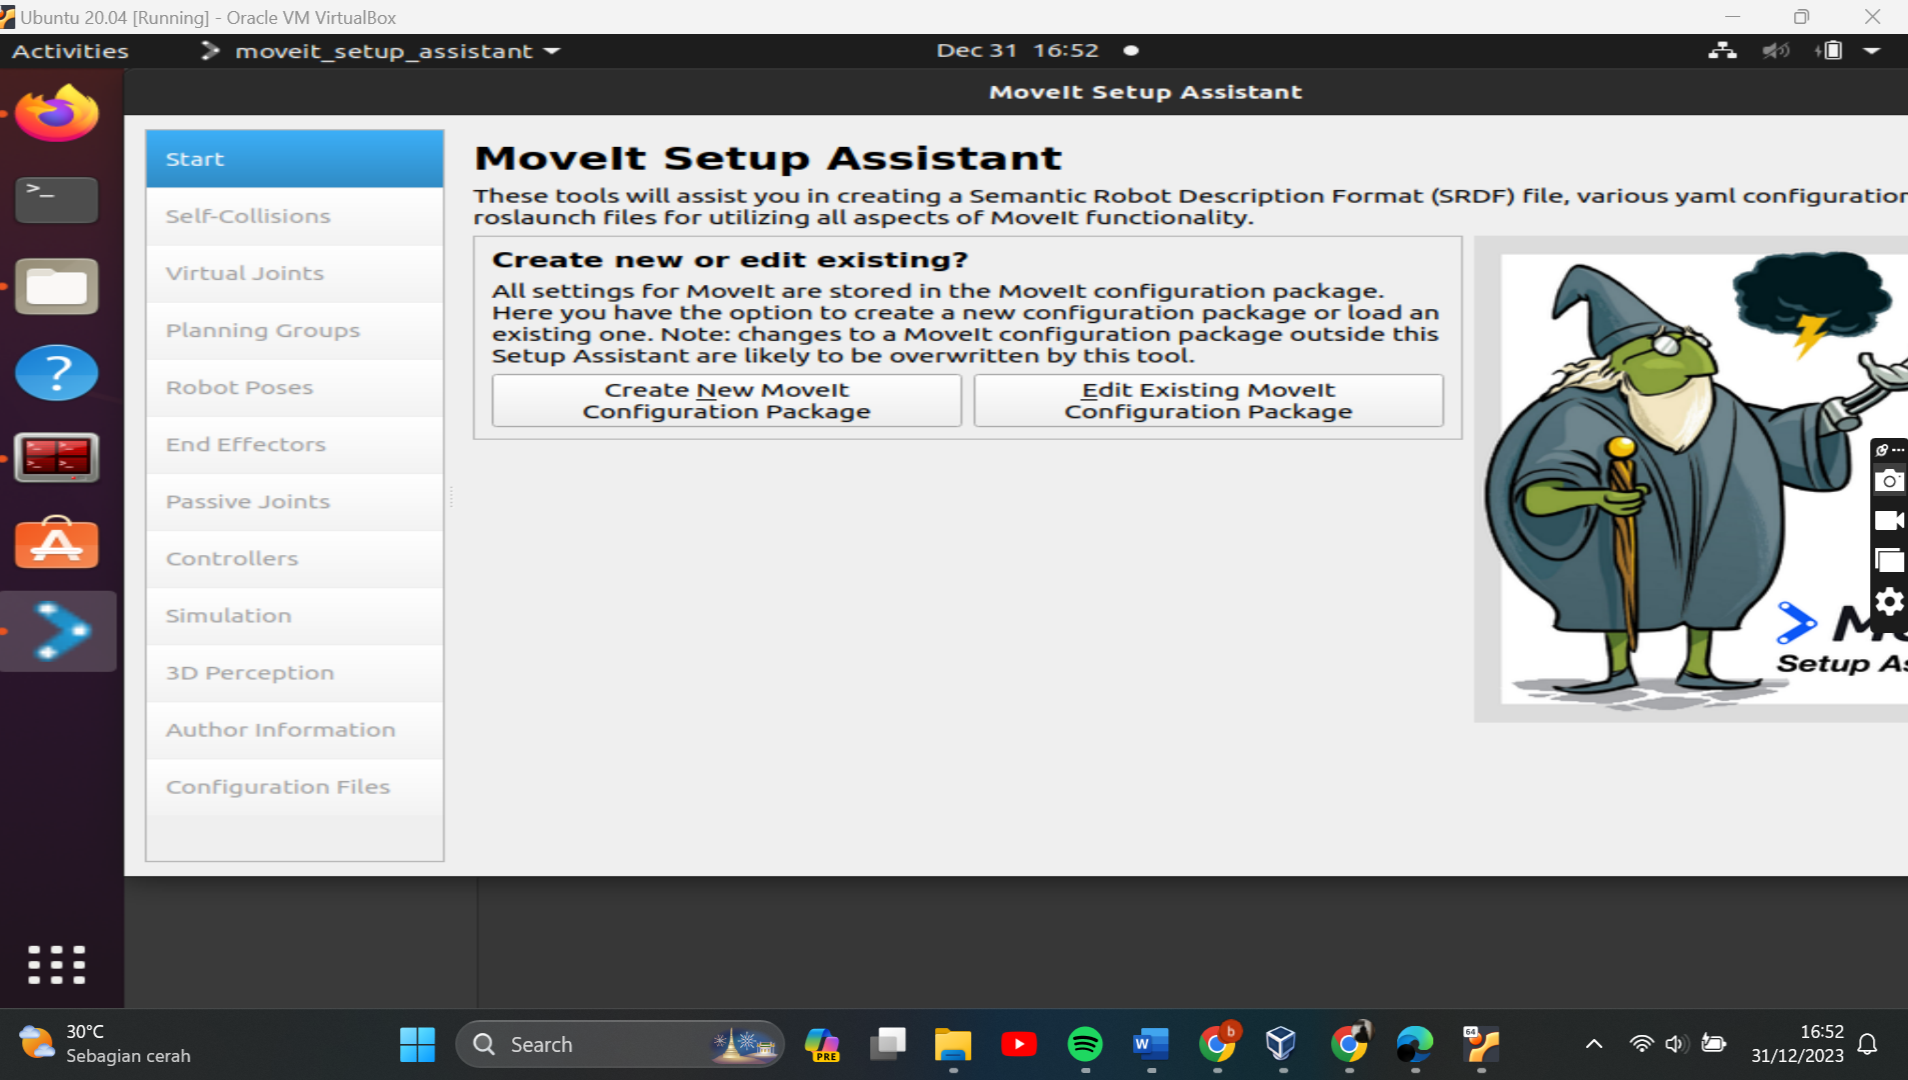 Ubuntu 20.04 [Running] - Oracle VM VirtualBox
Activities
moveit_setup_assistant
Dec 31 16:52
MoveIt Setup Assistant
Start
Self-Collisions
Virtual Joints
Planning Groups
Robot Poses
End Effectors
Passive Joints
Controllers
Simulation
3D Perception
Author Information
Configuration Files
MoveIt Setup Assistant
These tools will assist you in creating a Semantic Robot Description Format (SRDF) file, various yaml configuration
roslaunch files for utilizing all aspects of MoveIt functionality.
Create new or edit existing?
All settings for MoveIt are stored in the MoveIt configuration package.
Here you have the option to create a new configuration package or load an
existing one. Note: changes to a MoveIt configuration package outside this
Setup Assistant are likely to be overwritten by this tool.
Create New MoveIt
Configuration Package
Edit Existing MoveIt
Configuration Package
Setup As
30°C
Sebagian cerah
Search
PRE
W
b
64
16:52
31/12/2023